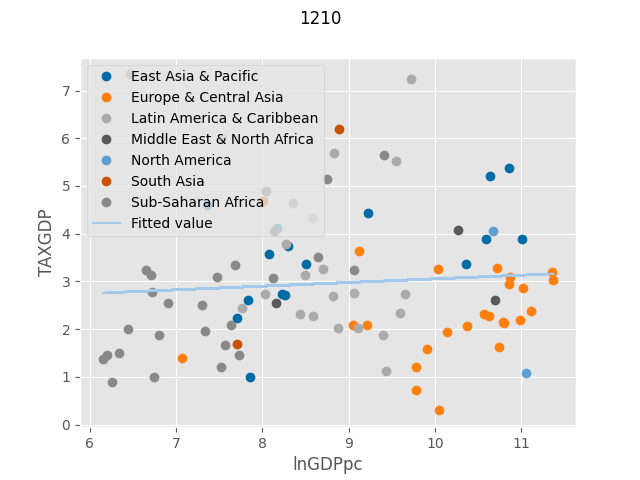 1210
East Asia & Pacific
Europe & Central Asia
Latin America & Caribbean
Middle East & North Africa
North America
South Asia
Sub-Saharan Africa
Fitted value
TAXGDP
7
6
5
4
3
2
1
0
6 7 8 9 10 11
lnGDPpc